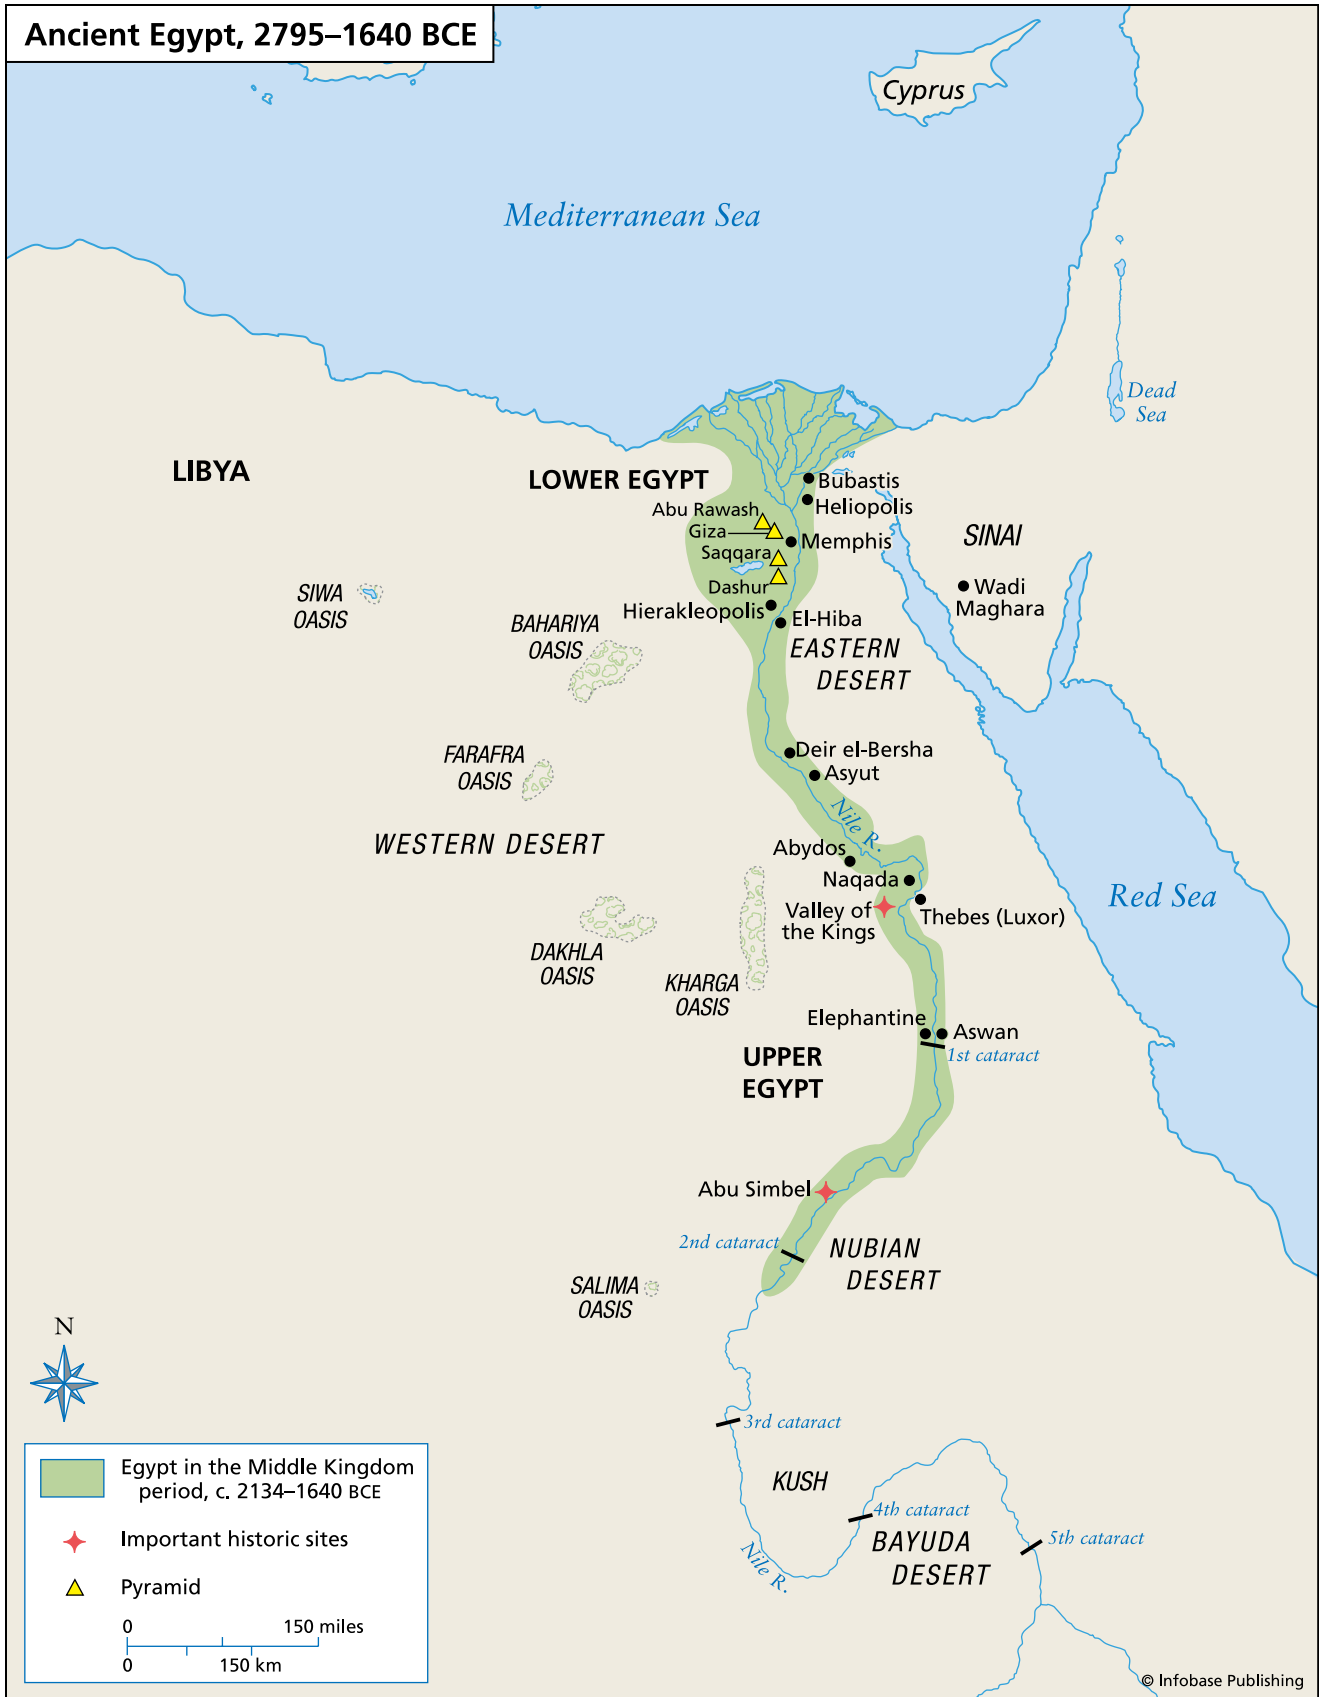 Ancient Egypt, 2795–1640 BCE
Cyprus
Mediterranean Sea
Dead
Sea
LIBYA
LOWER EGYPT
Bubastis
Heliopolis
Abu Rawash
Giza
Memphis
Saqqara
Dashur
Hierakleopolis
El-Hiba
SINAI
Wadi
Maghara
SIWA
OASIS
BAHARIYA
OASIS
EASTERN
DESERT
FARAFRA
OASIS
Deir el-Bersha
Asyut
Nile R.
WESTERN DESERT
Abydos
Naqada
Valley of
the Kings
Thebes (Luxor)
Red Sea
DAKHLA
OASIS
KHARGA
OASIS
Elephantine
Aswan
1st cataract
UPPER
EGYPT
Abu Simbel
2nd cataract
NUBIAN
DESERT
SALIMA
OASIS
N
3rd cataract
KUSH
4th cataract
BAYUDA
DESERT
5th cataract
Nile R.
Egypt in the Middle Kingdom
period, c. 2134–1640 BCE
Important historic sites
Pyramid
0 150 miles
0 150 km
© Infobase Publishing